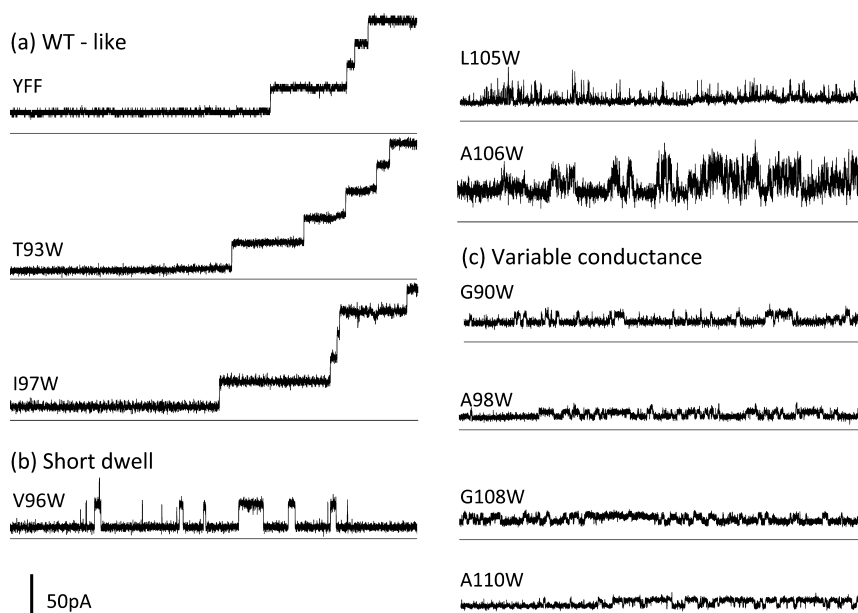 (a) WT - like
YFF
T93W
I97W
(b) Short dwell
V96W
50pA
L105W
A106W
(c) Variable conductance
G90W
A98W
G108W
A110W